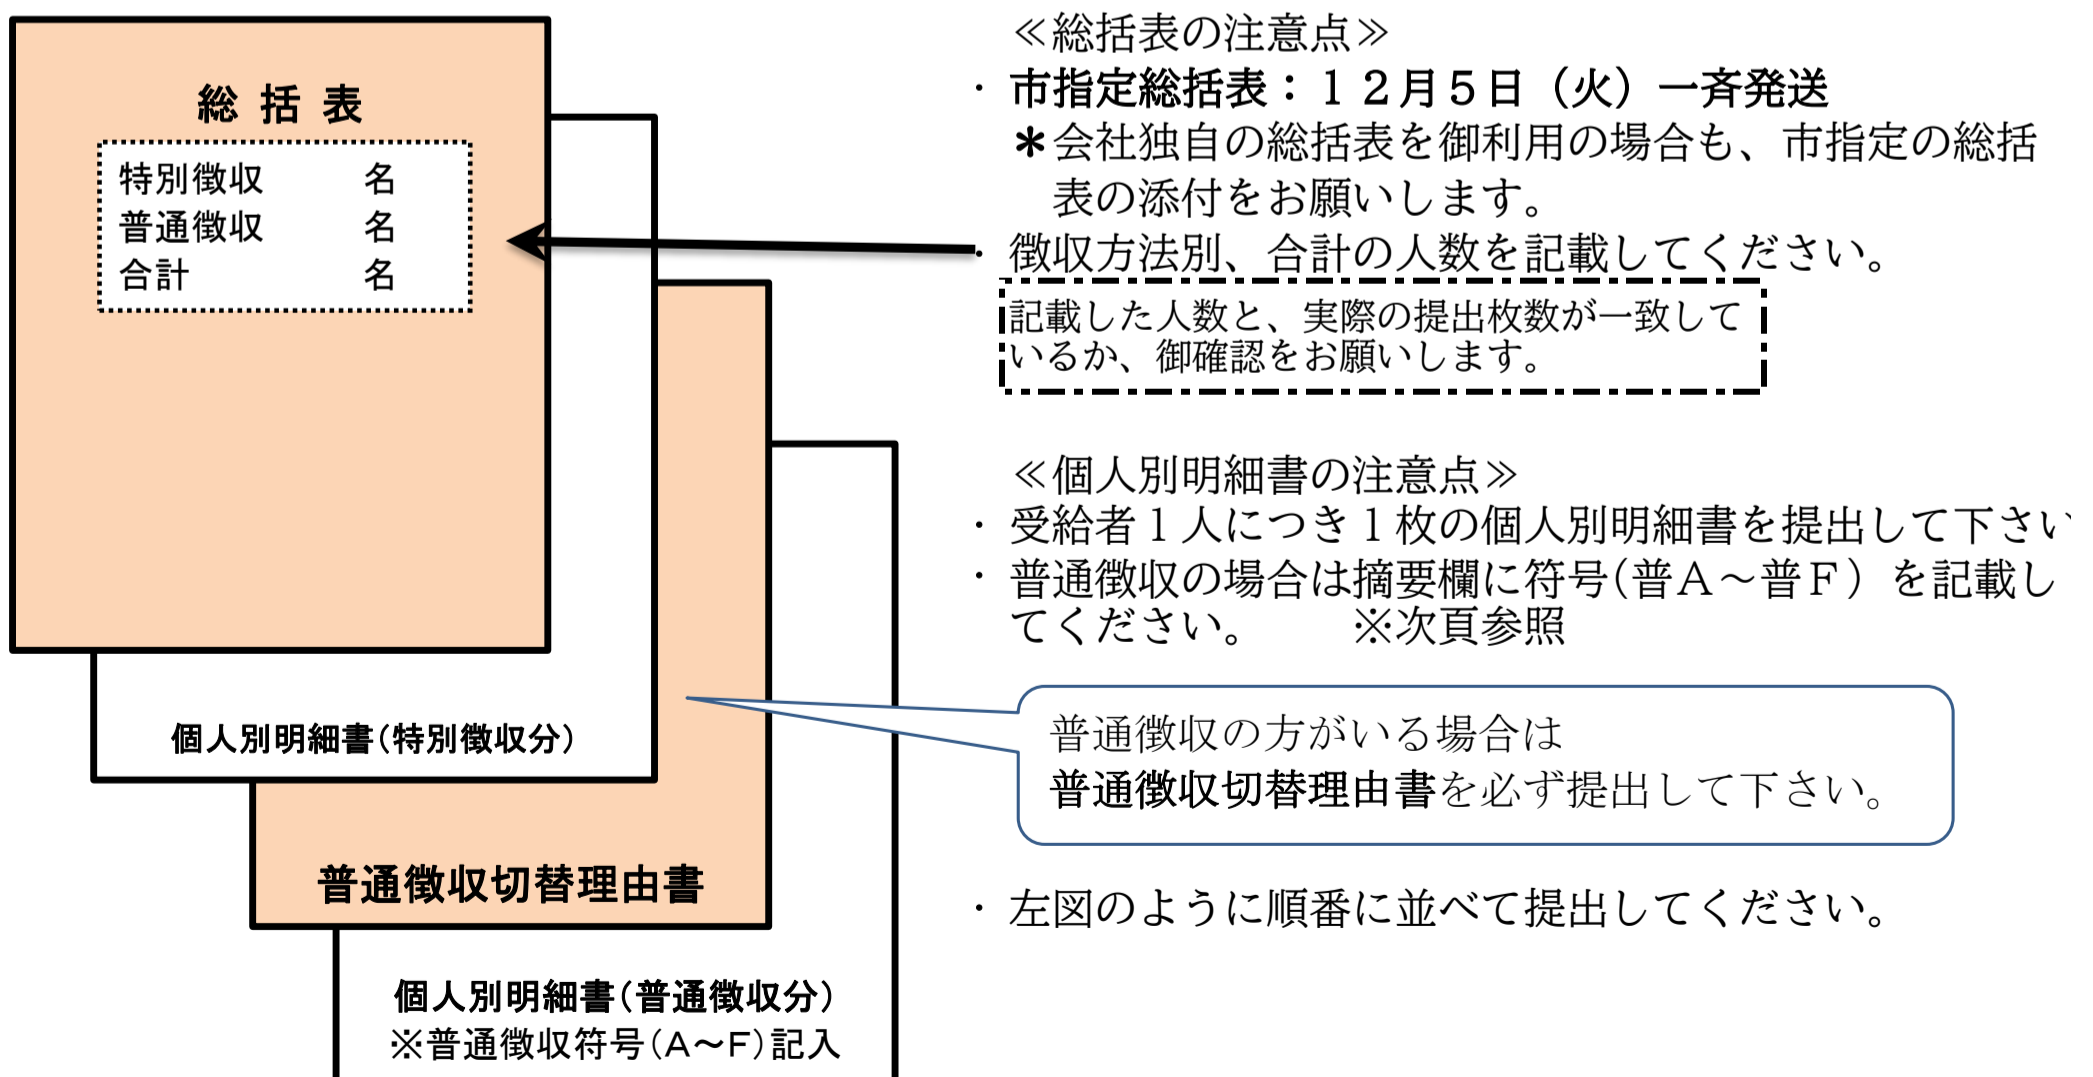 総 括 表
特別徴収　　　名
普通徴収　　　名
合計　　　　　名
個人別明細書(特別徴収分)
普通徴収切替理由書
個人別明細書(普通徴収分)
※普通徴収符号(A～F)記入
≪総括表の注意点≫
・市指定総括表：１２月５日（火）一斉発送
＊会社独自の総括表を御利用の場合も、市指定の総括
表の添付をお願いします。
・徴収方法別、合計の人数を記載してください。
記載した人数と、実際の提出枚数が一致して
いるか、御確認をお願いします。
≪個人別明細書の注意点≫
・受給者１人につき１枚の個人別明細書を提出して下さい
・普通徴収の場合は摘要欄に符号(普Ａ～普Ｆ）を記載し
てください。　　※次頁参照
普通徴収の方がいる場合は
普通徴収切替理由書を必ず提出して下さい。
・左図のように順番に並べて提出してください。